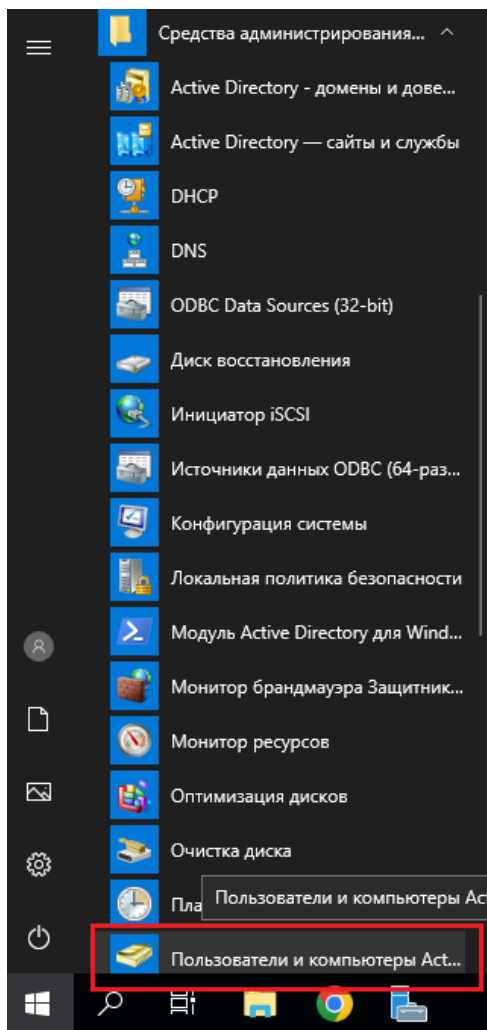 Средства администрирования...
Active Directory - домены и дове...
Active Directory — сайты и службы
DHCP
DNS
ODBC Data Sources (32-bit)
Диск восстановления
Инициатор iSCSI
Источники данных ODBC (64-раз...
Конфигурация системы
Локальная политика безопасности
Модуль Active Directory для Wind...
Монитор брандмауэра Защитник...
Монитор ресурсов
Оптимизация дисков
Очистка диска
Пла
Пользователи и компьютеры Act
Пользователи и компьютеры Act...